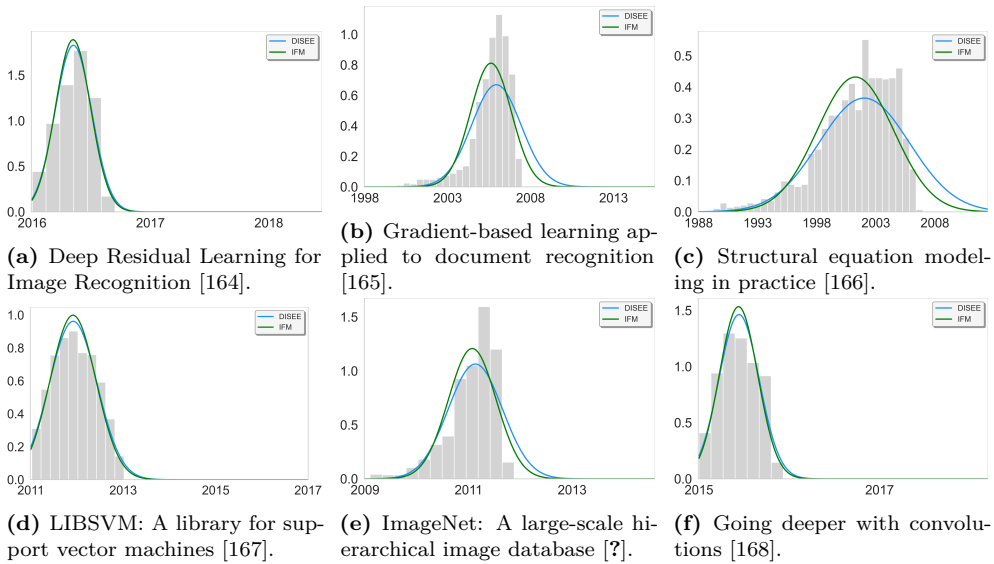 DISEE
IFM
1.5
1.0
0.5
0.0
2016
2017
2018
(a) Deep Residual Learning for
Image Recognition [164].
DISEE
IFM
1.0
0.8
0.6
0.4
0.2
0.0
1998
2003
2008
2013
(b) Gradient-based learning ap-
plied to document recognition
[165].
DISEE
IFM
0.5
0.4
0.3
0.2
0.1
0.0
1988
1993
1998
2003
2008
(c) Structural equation model-
ing in practice [166].
DISEE
IFM
1.0
0.8
0.6
0.4
0.2
0.0
2011
2013
2015
2017
(d) LIBSVM: A library for sup-
port vector machines [167].
DISEE
IFM
1.5
1.0
0.5
0.0
2009
2011
2013
(e) ImageNet: A large-scale hi-
erarchical image database [?].
DISEE
IFM
1.5
1.0
0.5
0.0
2015
2017
(f) Going deeper with convolu-
tions [168].